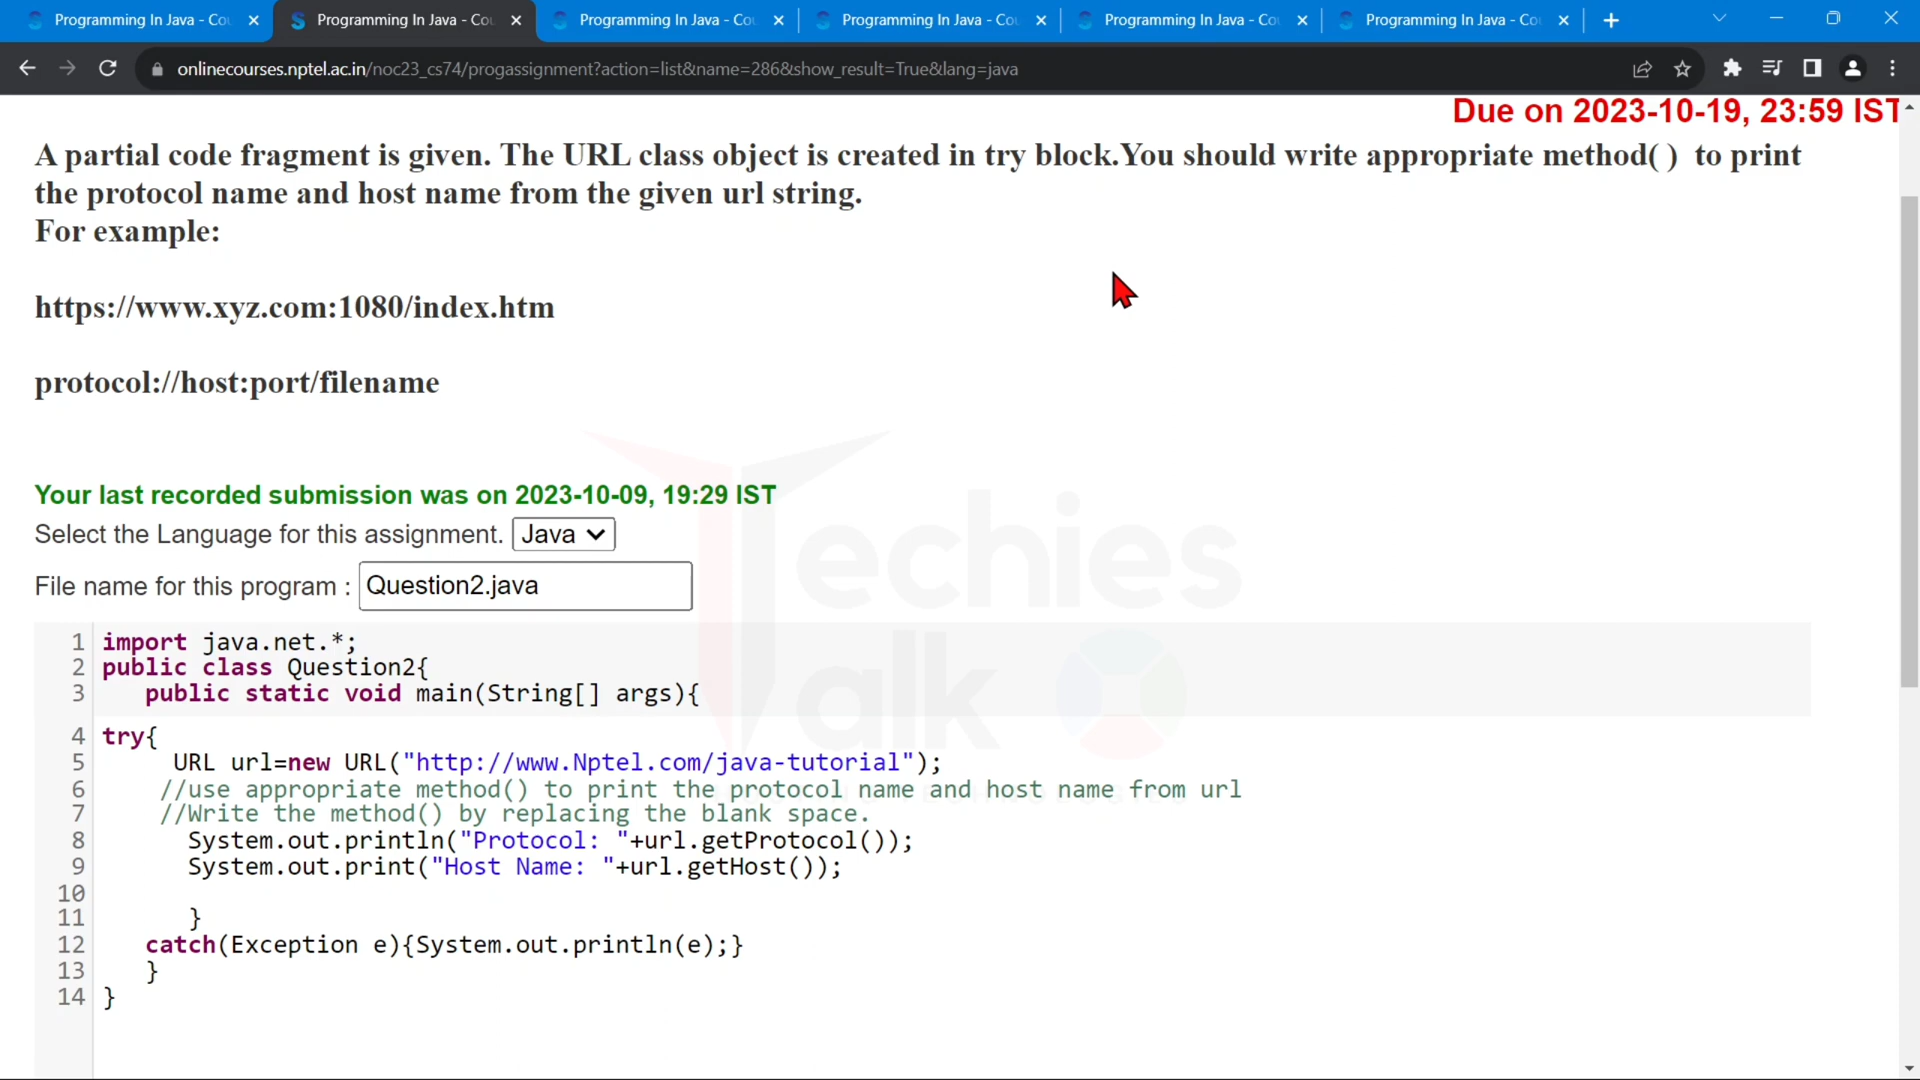 Programming In Java - Co
Programming In Java - Cou
Programming In Java - Co
Programming In Java - Co
Programming In Java - Co
Programming In Java - Co
onlinecourses.nptel.ac.in/noc23_cs74/progassignment?action=list&name=286&show_result=True&lang=java
Due on 2023-10-19, 23:59 IST
A partial code fragment is given. The URL class object is created in try block.You should write appropriate method( ) to print
the protocol name and host name from the given url string.
For example:
https://www.xyz.com:1080/index.htm
protocol://host:port/filename
Your last recorded submission was on 2023-10-09, 19:29 IST
Select the Language for this assignment. Java
File name for this program : Question2.java
Techies
Talk
1 import java.net.*;
2 public class Question2{
3 public static void main(String[] args){
4 try{
5 URL url=new URL("http://www.Nptel.com/java-tutorial");
6 //use appropriate method() to print the protocol name and host name from url
7 //Write the method() by replacing the blank space.
8 System.out.println("Protocol: "+url.getProtocol());
9 System.out.print("Host Name: "+url.getHost());
10
11 }
12 catch(Exception e){System.out.println(e);}
13 }
14 }